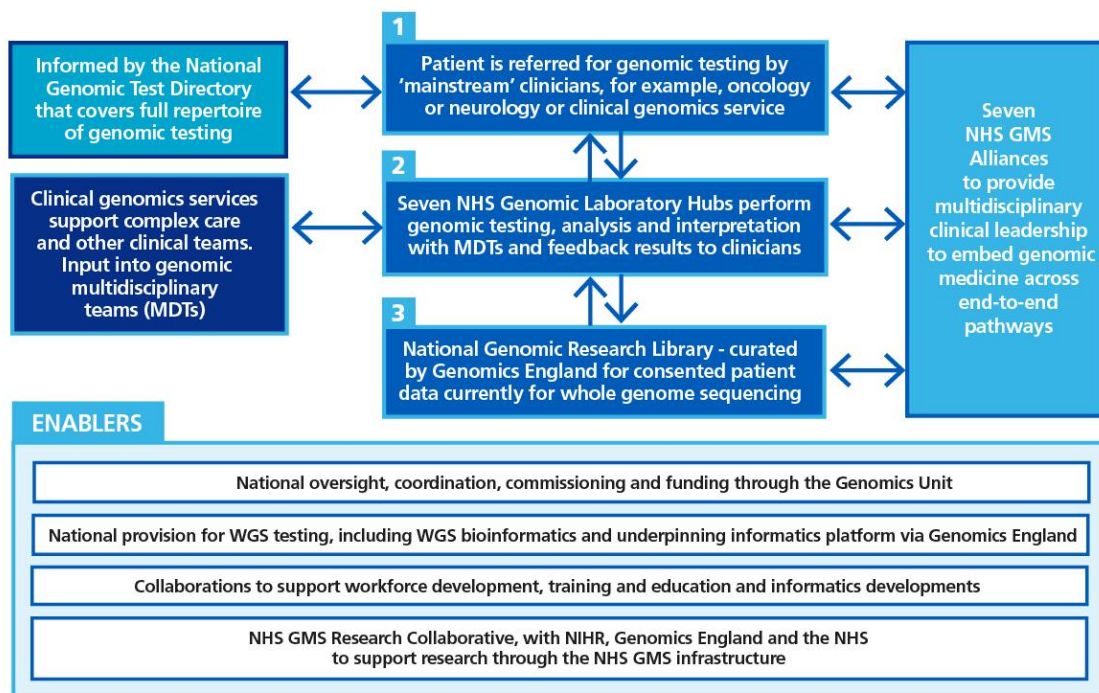 1
Informed by the National
Genomic Test Directory
that covers full repertoire
of genomic testing
Patient is referred for genomic testing by
‘mainstream’ clinicians, for example, oncology
or neurology or clinical genomics service
Seven
NHS GMS
Alliances
to provide
multidisciplinary
clinical leadership
to embed genomic
medicine across
end-to-end
pathways
2
Clinical genomics services
support complex care
and other clinical teams.
Input into genomic
multidisciplinary
teams (MDTs)
Seven NHS Genomic Laboratory Hubs perform
genomic testing, analysis and interpretation
with MDTs and feedback results to clinicians
3
National Genomic Research Library - curated
by Genomics England for consented patient
data currently for whole genome sequencing
ENABLERS
National oversight, coordination, commissioning and funding through the Genomics Unit
National provision for WGS testing, including WGS bioinformatics and underpinning informatics platform via Genomics England
Collaborations to support workforce development, training and education and informatics developments
NHS GMS Research Collaborative, with NIHR, Genomics England and the NHS
to support research through the NHS GMS infrastructure